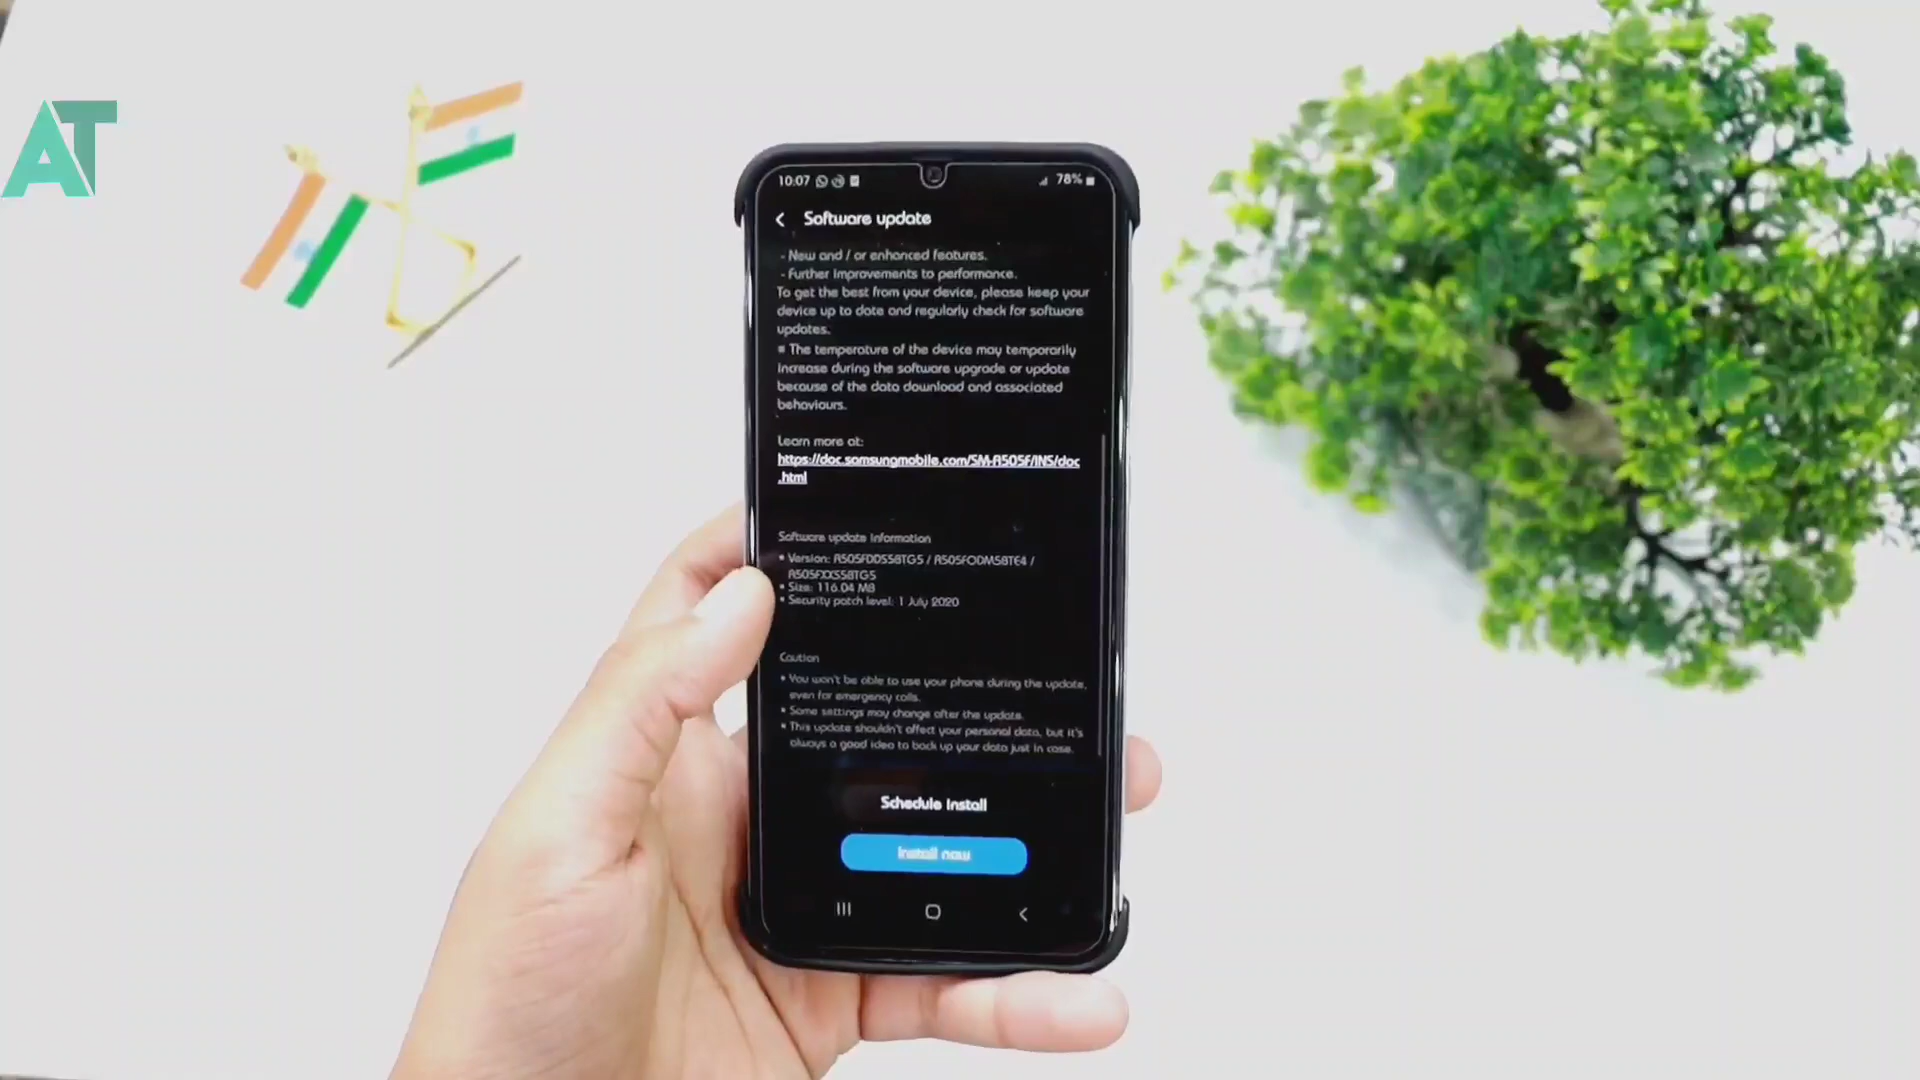 AT
10:07
78%
Software update
- New and / or enhanced features.
- Further improvements to performance.
To get the best from your device, please keep your
device up to date and regularly check for software
updates.
The temperature of the device may temporarily
increase during the software upgrade or update
because of the data download and associated
behaviours.
Learn more at:
https://doc.samsungmobile.com/SM-A505F/INS/doc
.html
Software update information
• Version: A505FDDS5BTG5 / A505FODM5BTE4 /
A505FXXS5BTG5
• Size: 116.04 MB
• Security patch level: 1 July 2020
Caution
• You won't be able to use your phone during the update,
even for emergency calls.
• Some settings may change after the update.
• This update shouldn't affect your personal data, but it's
always a good idea to back up your data just in case.
Schedule install
Install now